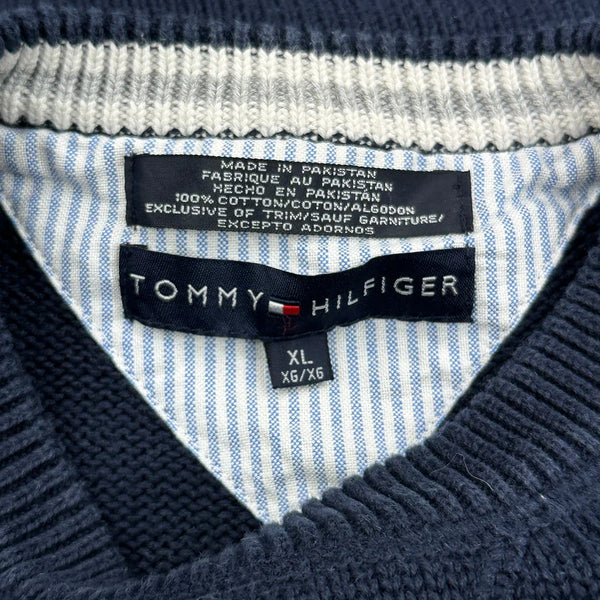 MADE IN PAKISTAN
FABRIQUE AU PAKISTAN
HECHO EN PAKISTÁN
100% COTTON/COTON/ALGODON
EXCLUSIVE OF TRIM/SAUF GARNITURE/
EXCEPTO ADORNOS
TOMMY HILFIGER
XL
XG/XG